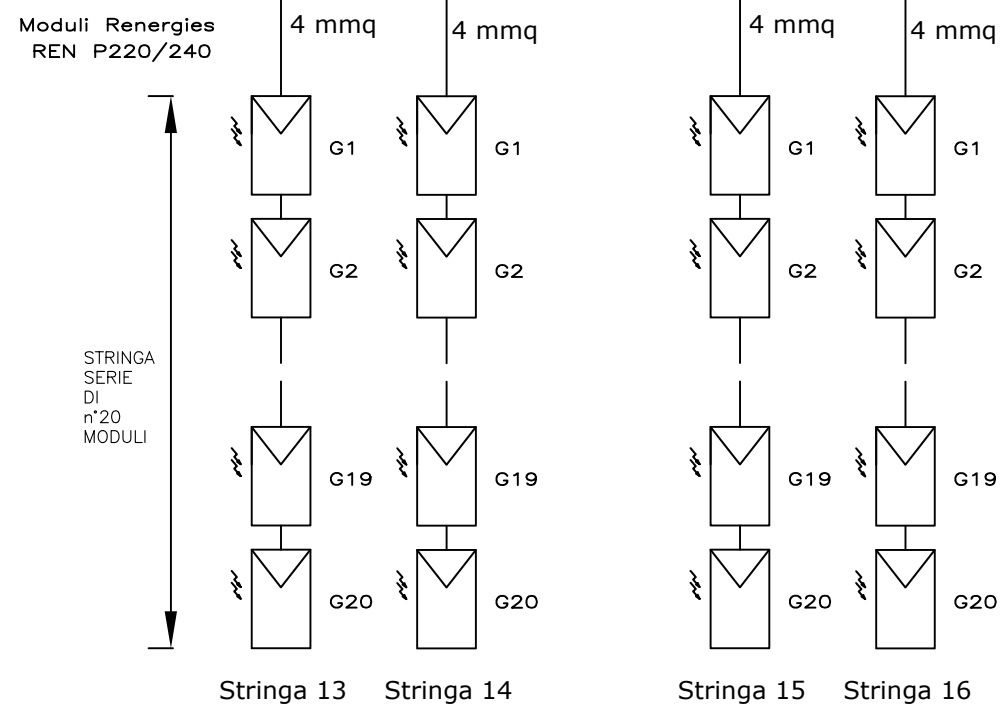 Moduli Renergies
REN P220/240
4 mmq
4 mmq
4 mmq
4 mmq
G1
G1
G1
G1
G2
G2
G2
G2
STRINGA
SERIE
DI
n°20
MODULI
G19
G19
G19
G19
G20
G20
G20
G20
Stringa 13
Stringa 14
Stringa 15
Stringa 16